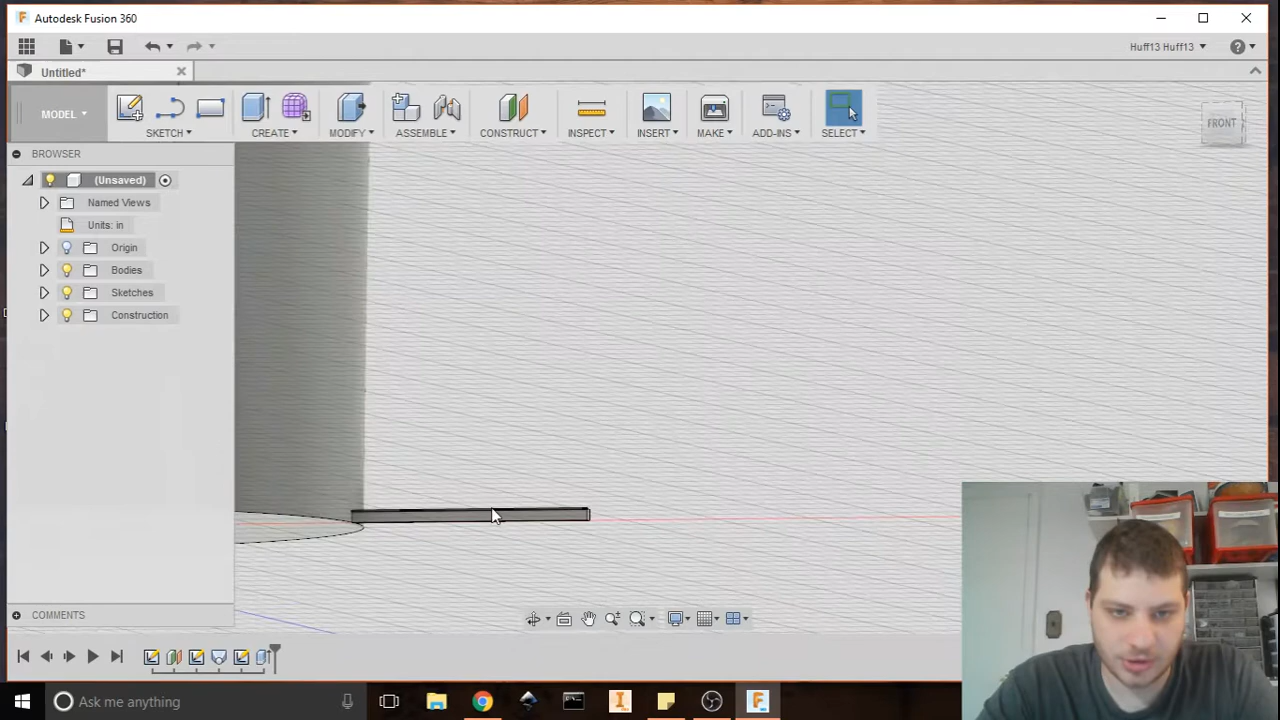 Autodesk Fusion 360
Huff13 Huff13
Untitled*
MODEL
SKETCH
CREATE
MODIFY
ASSEMBLE
CONSTRUCT
INSPECT
INSERT
MAKE
ADD-INS
SELECT
FRONT
BROWSER
(Unsaved)
Named Views
Units: in
Origin
Bodies
Sketches
Construction
COMMENTS
Ask me anything